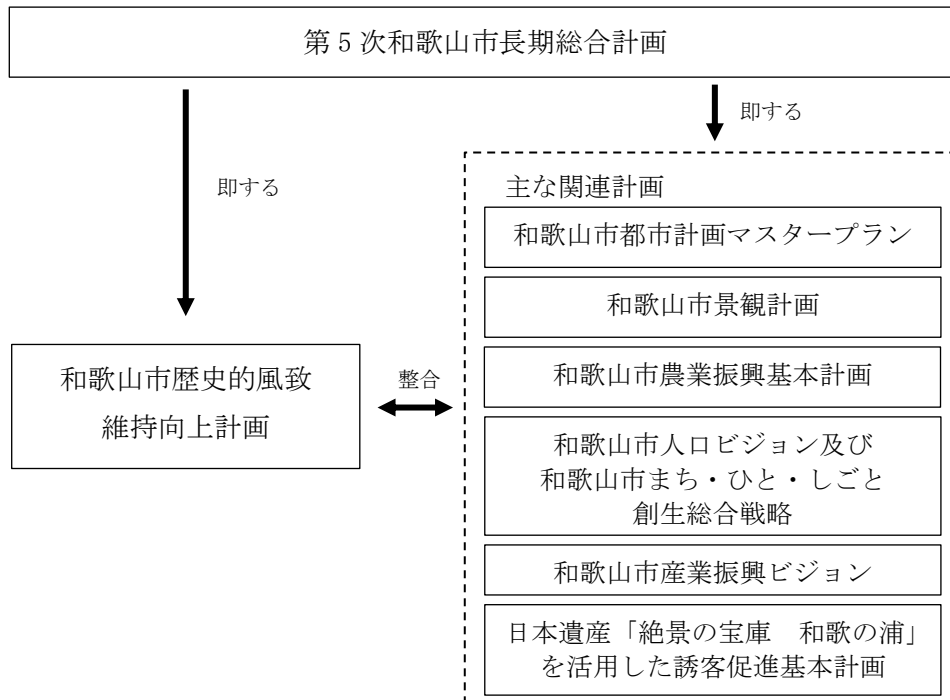 第５次和歌山市長期総合計画
即する
即する
主な関連計画
和歌山市都市計画マスタープラン
和歌山市景観計画
和歌山市歴史的風致
維持向上計画
整合
和歌山市農業振興基本計画
和歌山市人口ビジョン及び
和歌山市まち・ひと・しごと
創生総合戦略
和歌山市産業振興ビジョン
日本遺産「絶景の宝庫　和歌の浦」
を活用した誘客促進基本計画